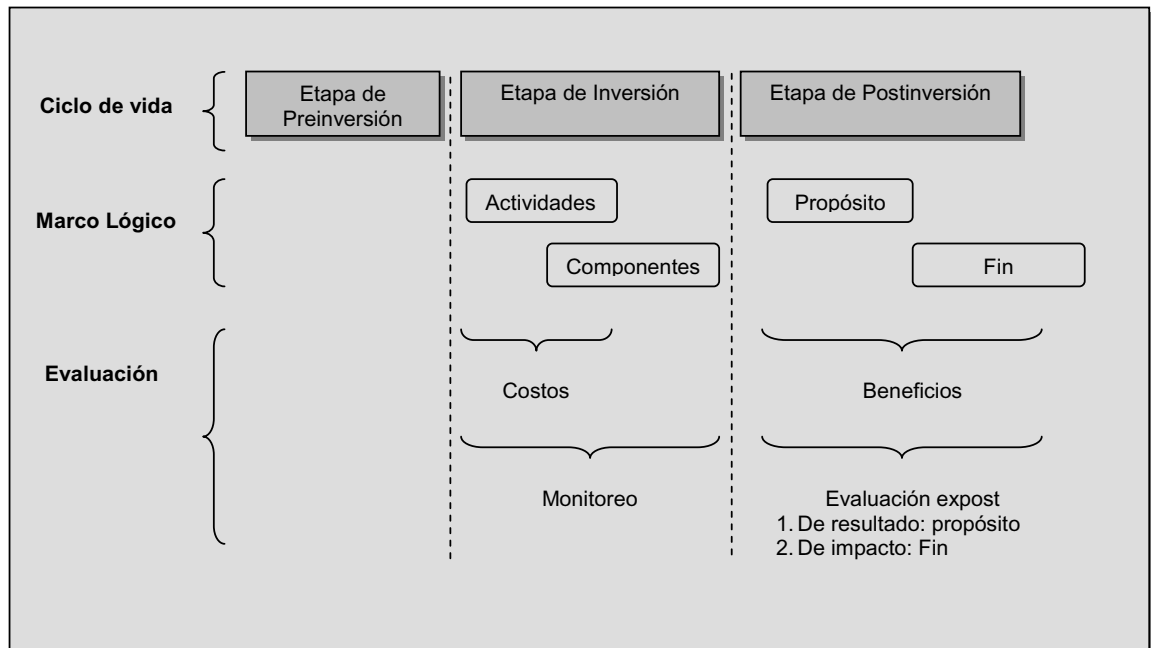 Ciclo de vida
Etapa de
Preinversión
Etapa de Inversión
Etapa de Postinversión
Marco Lógico
Actividades
Propósito
Componentes
Fin
Evaluación
Costos
Beneficios
Monitoreo
Evaluación expost
1. De resultado: propósito
2. De impacto: Fin